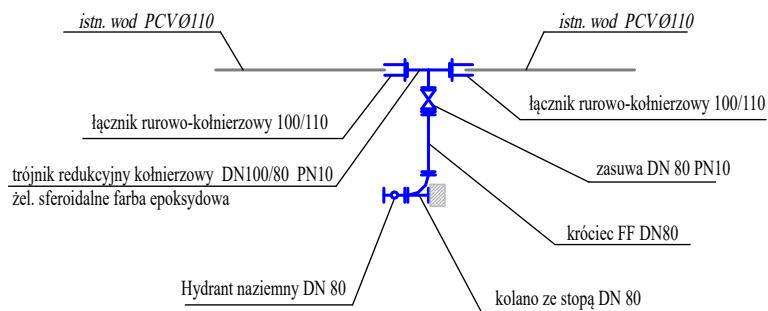 istn. wod PCVØ110
istn. wod PCVØ110
łącznik rurowo-kołnierzowy 100/110
łącznik rurowo-kołnierzowy 100/110
trójnik redukcyjny kołnierzowy DN100/80 PN10
żel. sferoidalne farba epoksydowa
zasuwa DN 80 PN10
króciec FF DN80
Hydrant naziemny DN 80
kolano ze stopą DN 80